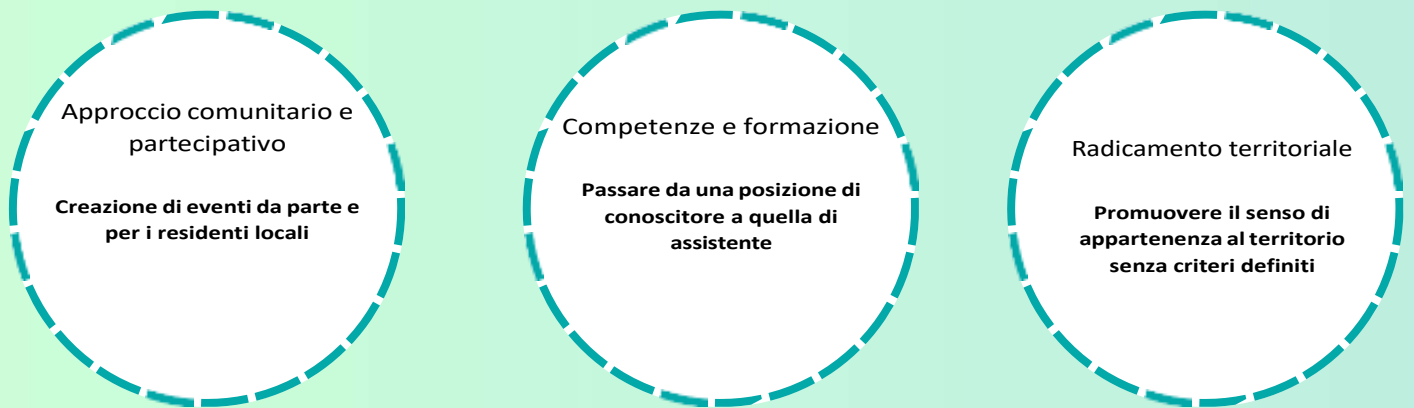 Approccio comunitario e
partecipativo
Creazione di eventi da parte e
per i residenti locali
Competenze e formazione
Passare da una posizione di
conoscitore a quella di
assistente
Radicamento territoriale
Promuovere il senso di
appartenenza al territorio
senza criteri definiti